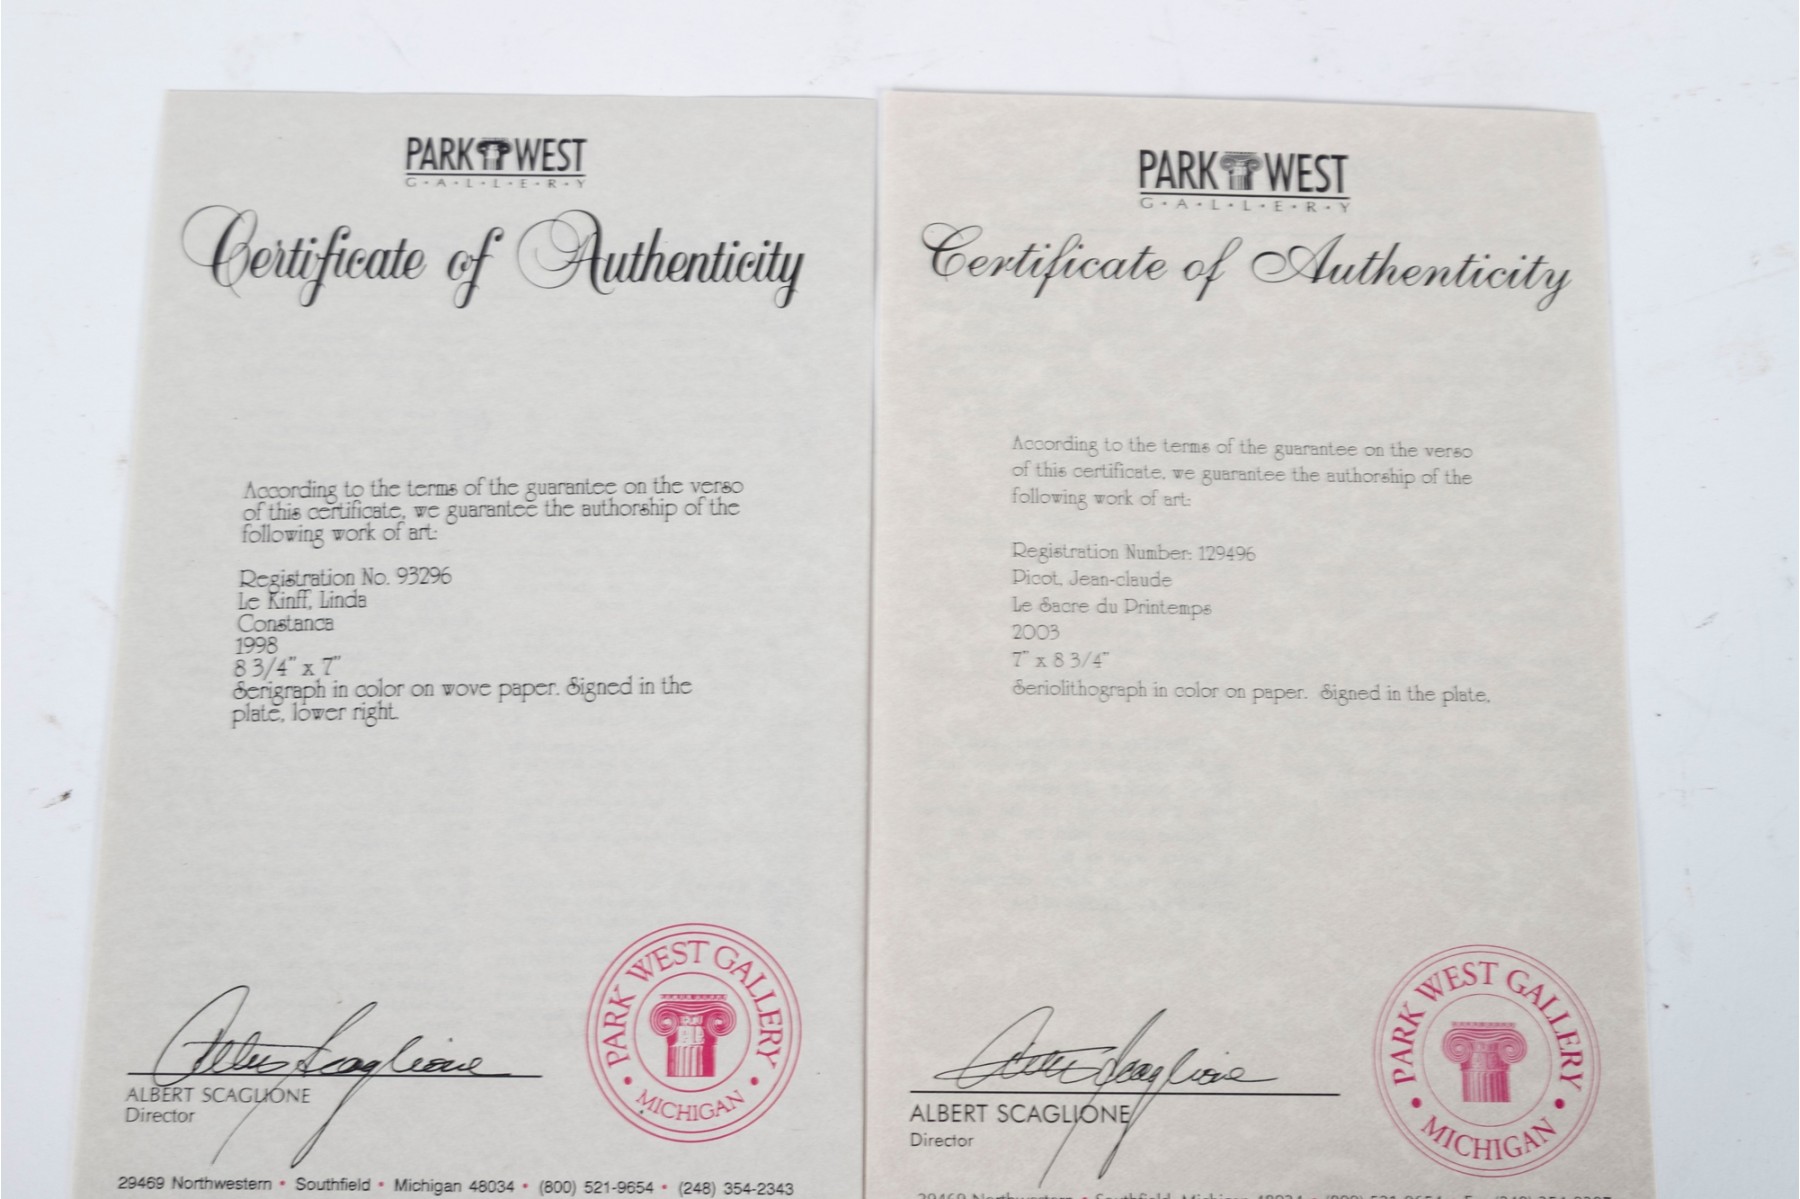 PARK WEST
G•A•L•L•E•R•Y
Certificate of Authenticity
According to the terms of the guarantee on the verso
of this certificate, we guarantee the authorship of the
following work of art:
Registration No. 93296
Le Kinff, Linda
Constanca
1998
8 3/4" x 7"
Serigraph in color on wove paper. Signed in the
plate, lower right.
Albert Scaglione
ALBERT SCAGLIONE
Director
PARK WEST GALLERY
• MICHIGAN •
29469 Northwestern • Southfield • Michigan 48034 • (800) 521-9654 • (248) 354-2343
PARK WEST
G•A•L•L•E•R•Y
Certificate of Authenticity
According to the terms of the guarantee on the verso
of this certificate, we guarantee the authorship of the
following work of art:
Registration Number: 129496
Picot, Jean-claude
Le Sacre du Printemps
2003
7" x 8 3/4"
Seriolithograph in color on paper. Signed in the plate,
Albert Scaglione
ALBERT SCAGLIONE
Director
PARK WEST GALLERY
• MICHIGAN •